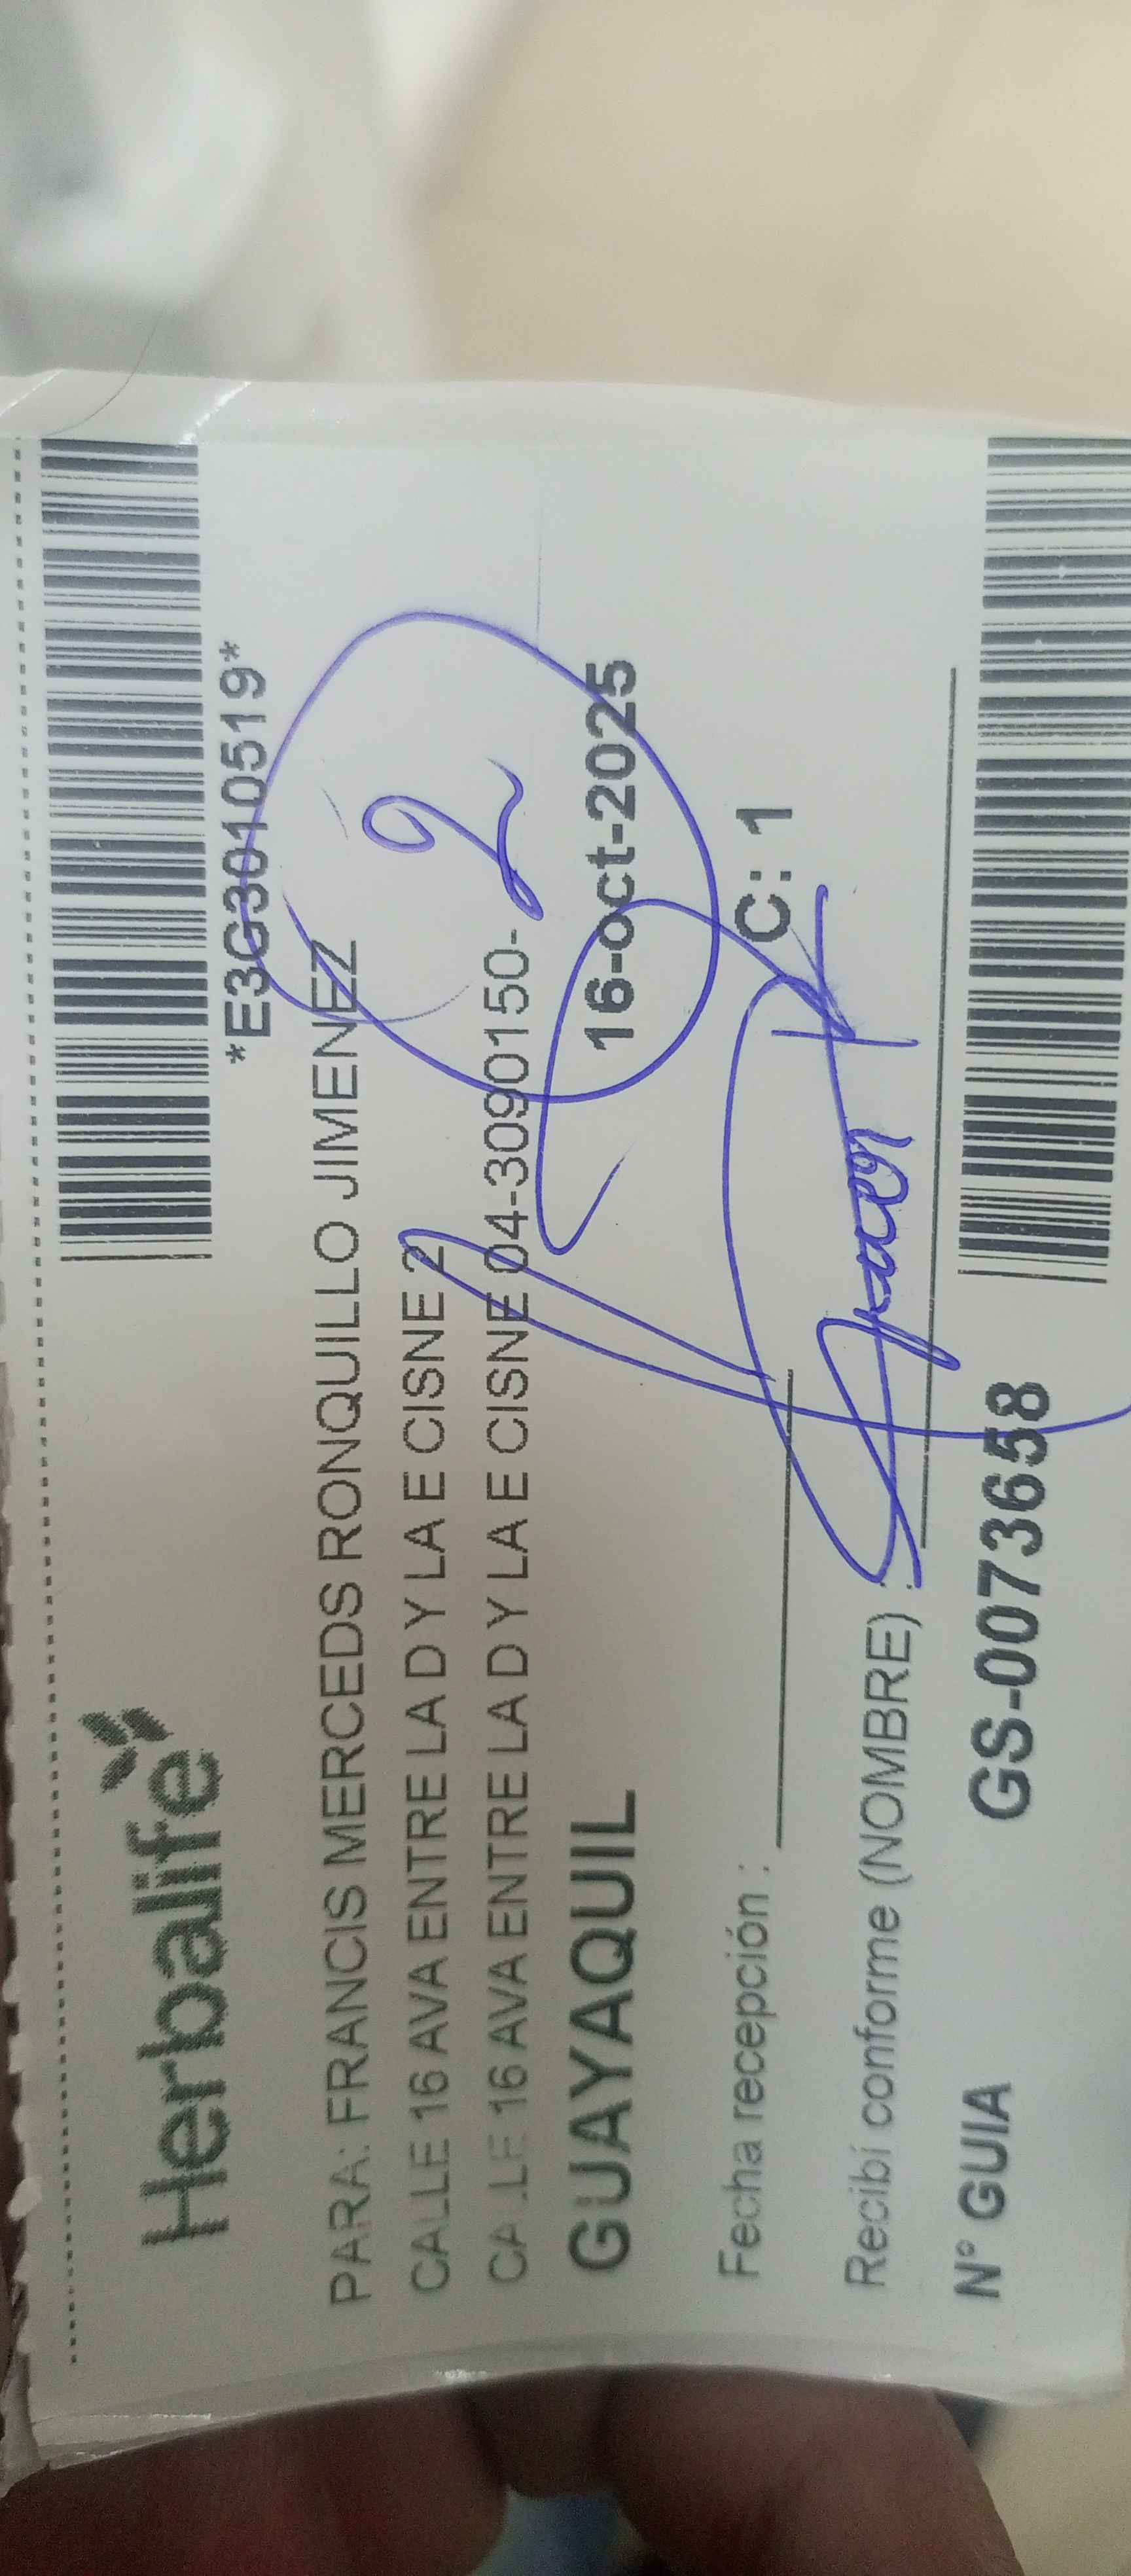 Herbalife
*E3G3010519*
PARA: FRANCIS MERCEDS RONQUILLO JIMENEZ
CALLE 16 AVA ENTRE LA D Y LA E CISNE 2
CALLE 16 AVA ENTRE LA D Y LA E CISNE 04-3090150-
2
GUAYAQUIL 16-oct-2025
Fecha recepción : C: 1
Recibí conforme (NOMBRE) :
N° GUIA GS-0073658